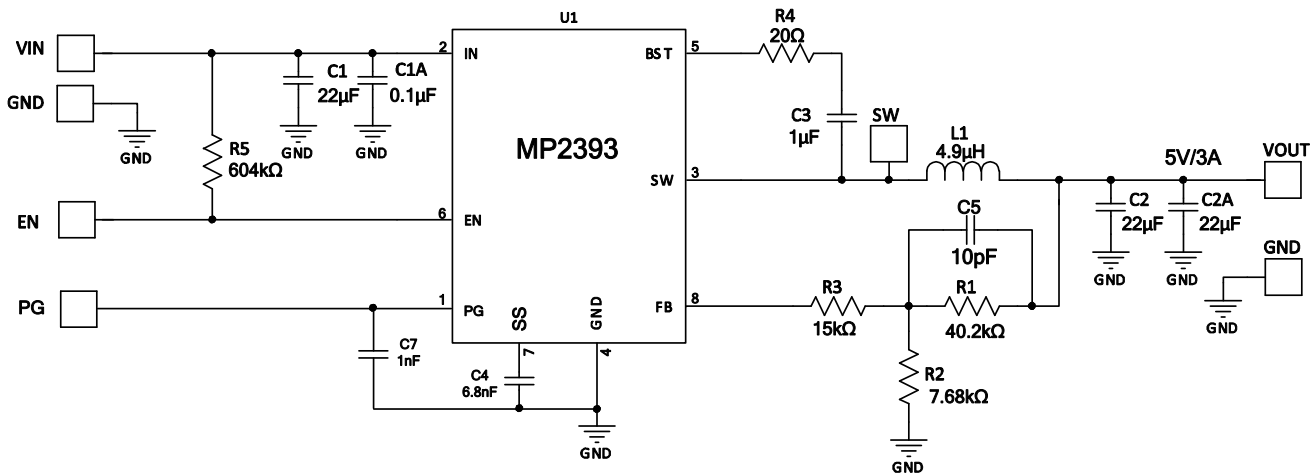 U1
R4
20Ω
VIN
2
IN
BST
5
C1
22µF
C1A
0.1µF
GND
GND
GND
GND
C3
1µF
SW
MP2393
R5
604kΩ
L1
4.9µH
5V/3A
VOUT
SW
3
EN
6
EN
C2
22µF
C2A
22µF
GND
GND
C5
10pF
GND
GND
PG
1
PG
FB
8
R3
15kΩ
R1
40.2kΩ
SS
GND
7
4
C7
1nF
C4
6.8nF
R2
7.68kΩ
GND
GND